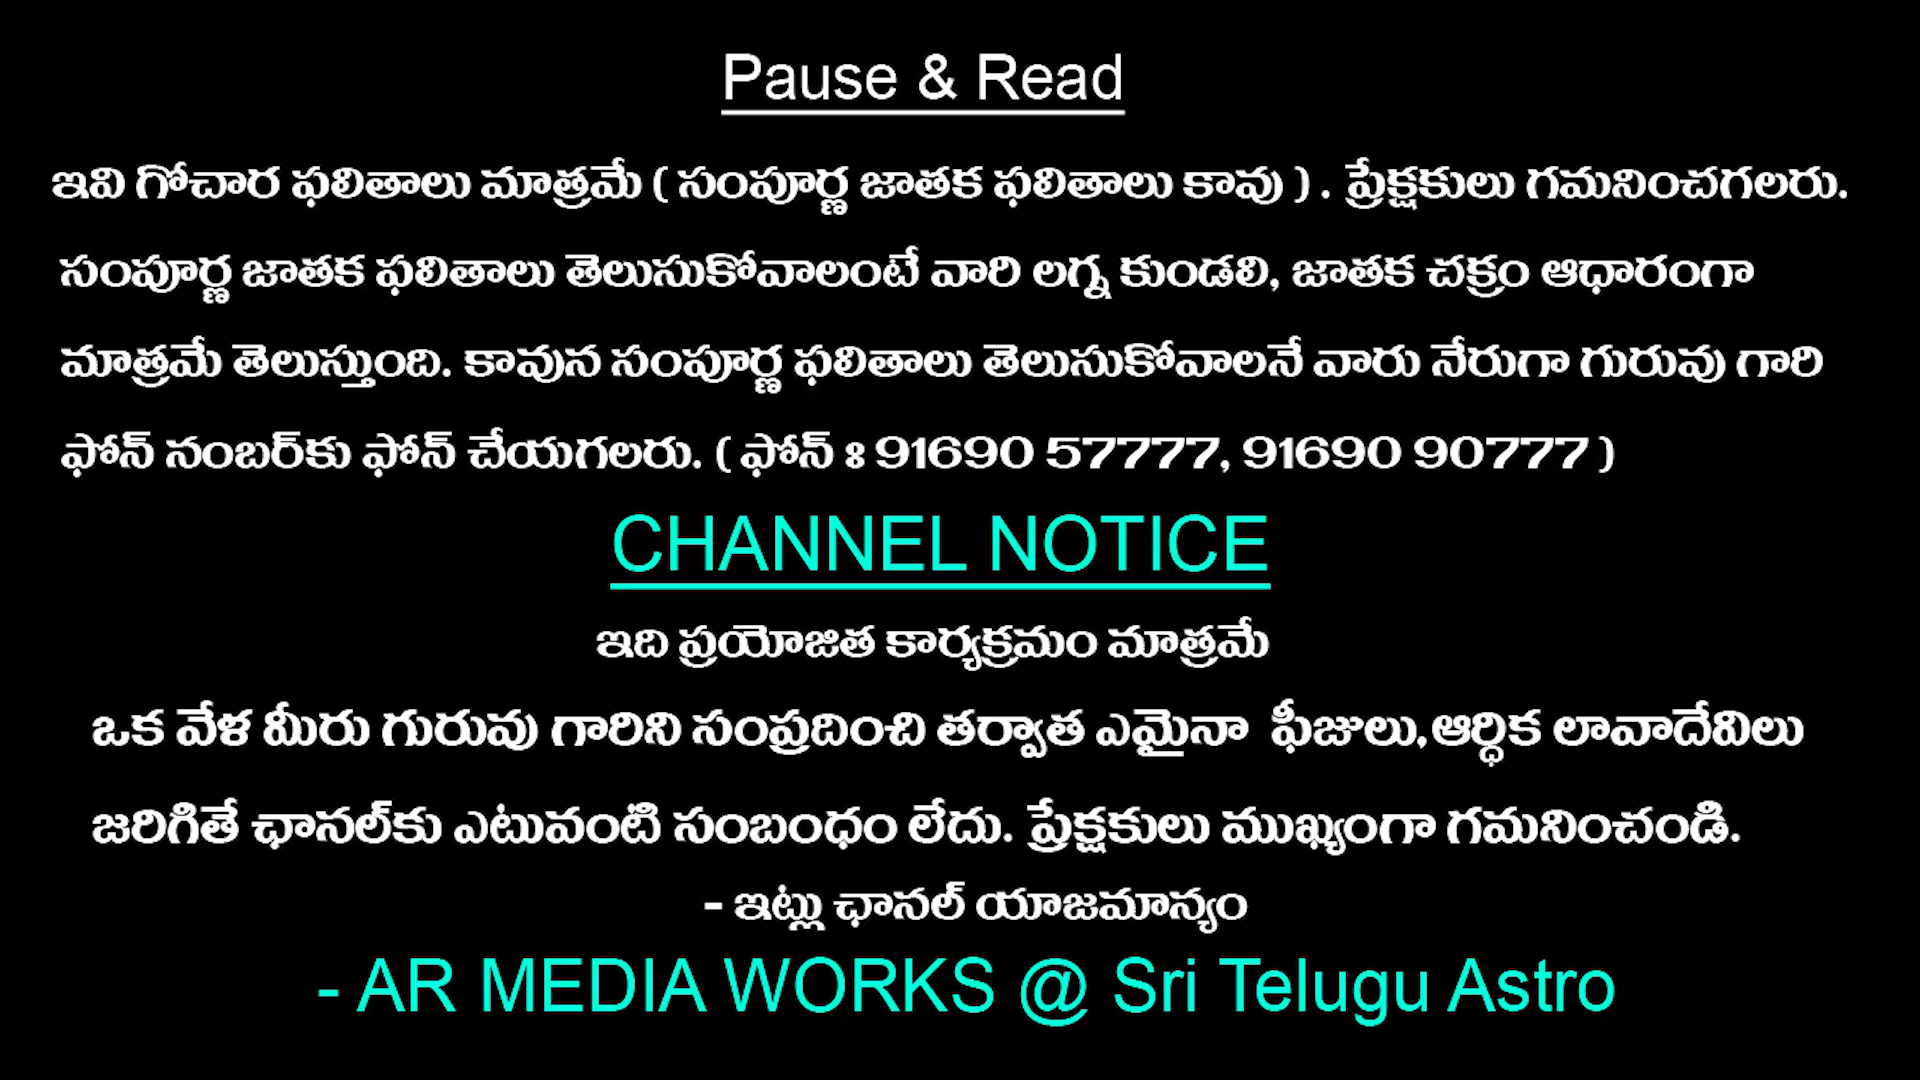 Pause & Read
ఇవి గోచార ఫలితాలు మాత్రమే ( సంపూర్ణ జాతక ఫలితాలు కావు ) . ప్రేక్షకులు గమనించగలరు.
సంపూర్ణ జాతక ఫలితాలు తెలుసుకోవాలంటే వారి లగ్న కుండలి, జాతక చక్రం ఆధారంగా
మాత్రమే తెలుస్తుంది. కావున సంపూర్ణ ఫలితాలు తెలుసుకోవాలనే వారు నేరుగా గురువు గారి
ఫోన్ నంబర్‌కు ఫోన్ చేయగలరు. ( ఫోన్ ః 91690 57777, 91690 90777 )
CHANNEL NOTICE
ఇది ప్రయోజిత కార్యక్రమం మాత్రమే
ఒక వేళ మీరు గురువు గారిని సంప్రదించి తర్వాత ఎమైనా ఫీజులు,ఆర్ధిక లావాదేవిలు
జరిగితే ఛానల్‌కు ఎటువంటి సంబంధం లేదు. ప్రేక్షకులు ముఖ్యంగా గమనించండి.
- ఇట్లు ఛానల్ యాజమాన్యం
- AR MEDIA WORKS @ Sri Telugu Astro